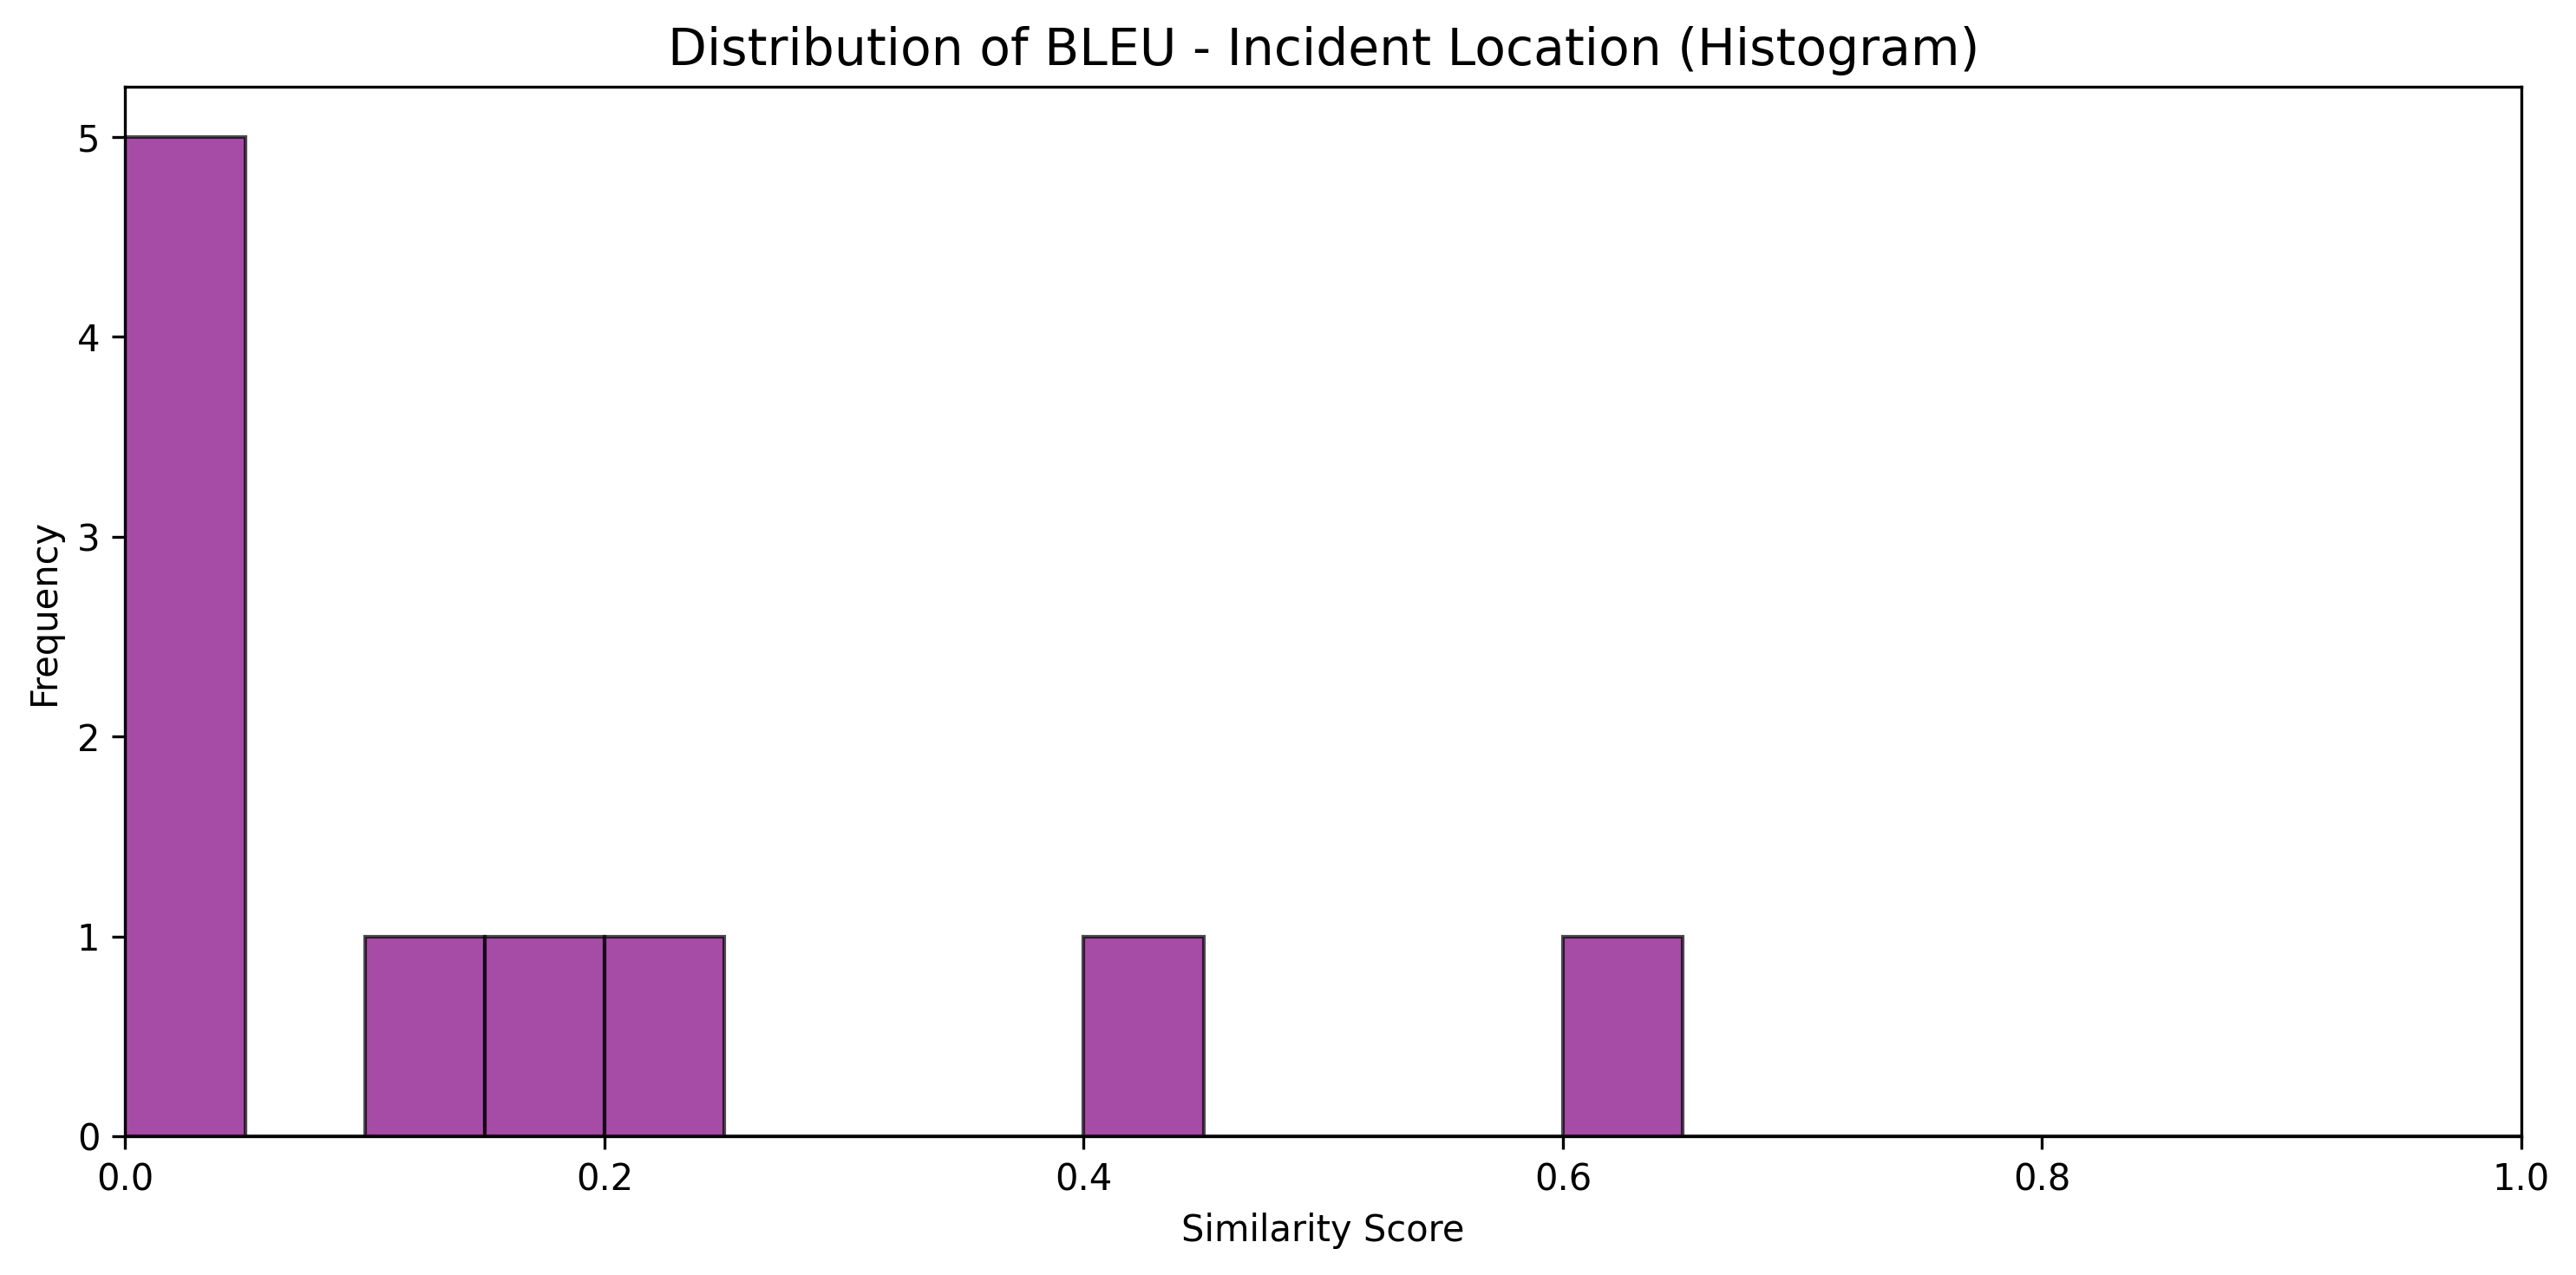 Distribution of BLEU - Incident Location (Histogram)
5
4
3
2
1
0
Frequency
0.0 0.2 0.4 0.6 0.8 1.0
Similarity Score